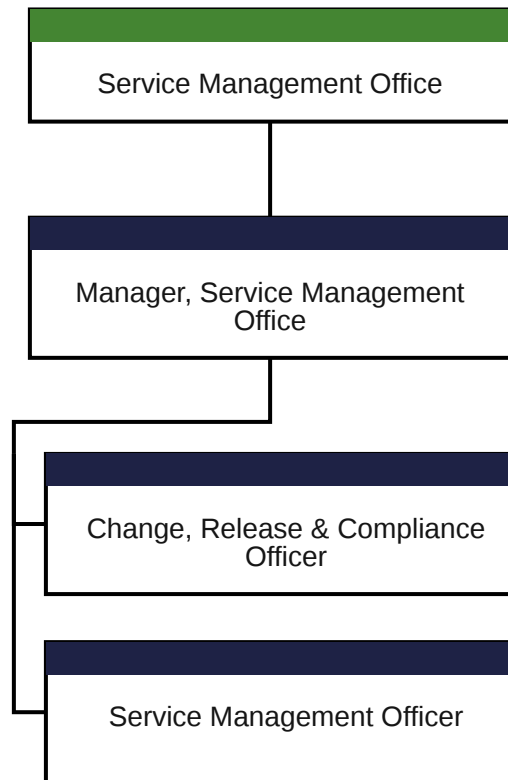 Service Management Office
Manager, Service Management
Office
Change, Release & Compliance
Officer
Service Management Officer